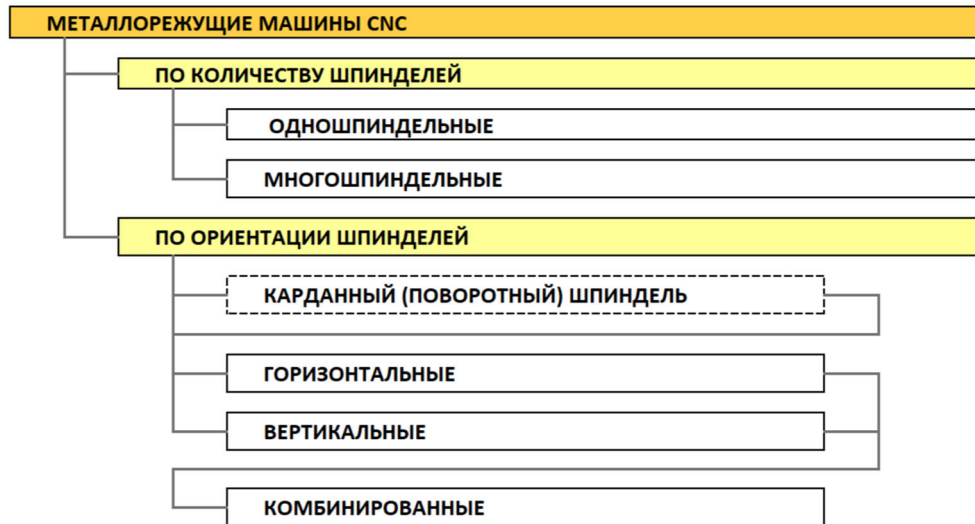 МЕТАЛЛОРЕЖУЩИЕ МАШИНЫ CNC
ПО КОЛИЧЕСТВУ ШПИНДЕЛЕЙ
ОДНОШПИНДЕЛЬНЫЕ
МНОГОШПИНДЕЛЬНЫЕ
ПО ОРИЕНТАЦИИ ШПИНДЕЛЕЙ
КАРДАННЫЙ (ПОВОРОТНЫЙ) ШПИНДЕЛЬ
ГОРИЗОНТАЛЬНЫЕ
ВЕРТИКАЛЬНЫЕ
КОМБИНИРОВАННЫЕ